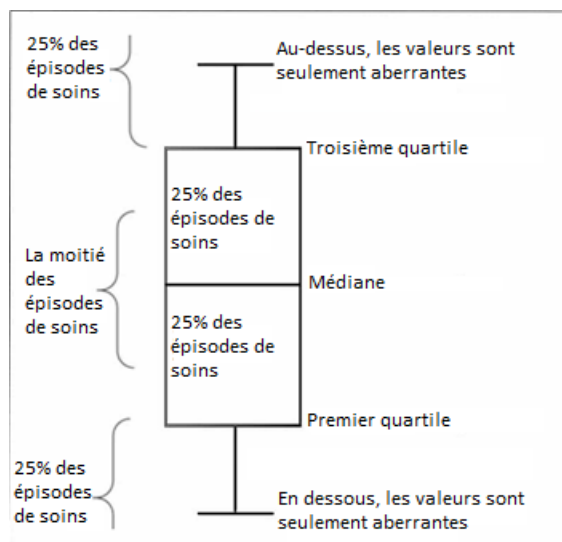 25% des
épisodes
de soins
Au-dessus, les valeurs sont
seulement aberrantes
Troisième quartile
25% des
épisodes de
soins
La moitié
des
épisodes
de soins
Médiane
25% des
épisodes de
soins
Premier quartile
25% des
épisodes
de soins
En dessous, les valeurs sont
seulement aberrantes